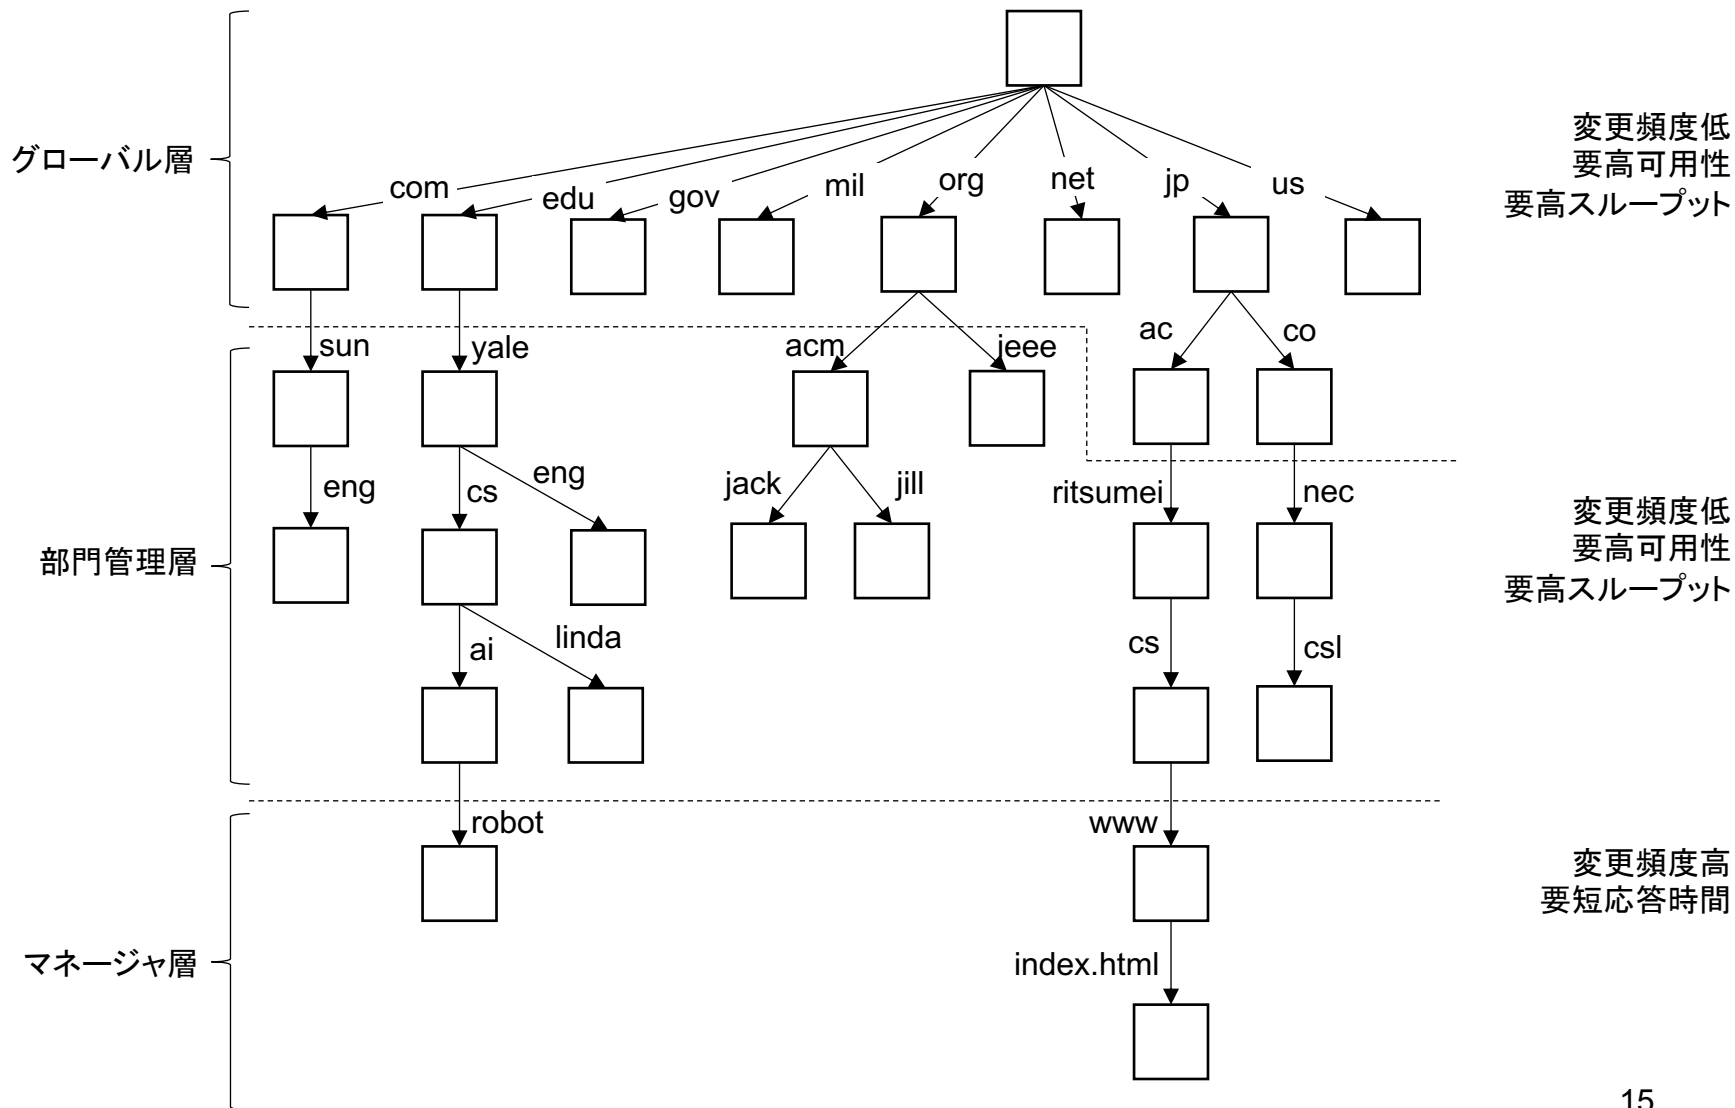 グローバル層
com
edu
gov
mil
org
net
jp
us
変更頻度低
要高可用性
要高スループット
sun
yale
acm
jeee
ac
co
部門管理層
eng
cs
eng
jack
jill
ritsumei
nec
変更頻度低
要高可用性
要高スループット
ai
linda
cs
csl
マネージャ層
robot
www
変更頻度高
要短応答時間
index.html
15